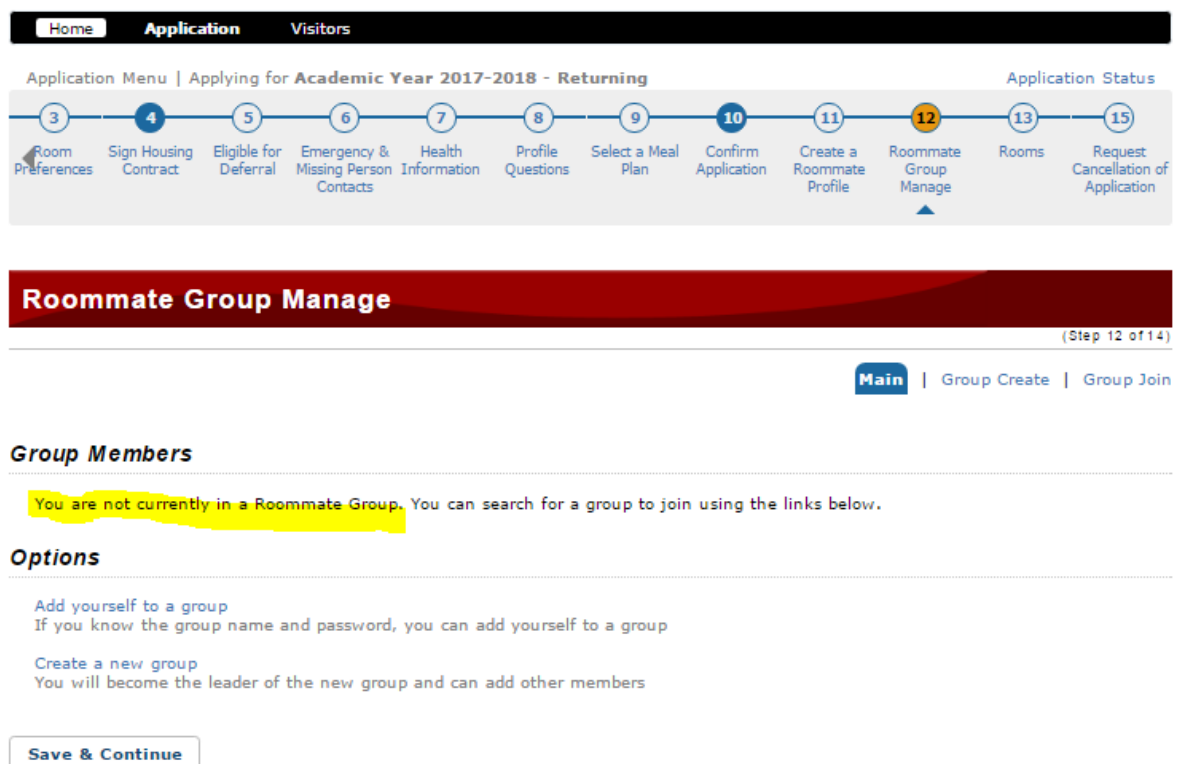 Home Application Visitors
Application Menu | Applying for Academic Year 2017-2018 - Returning Application Status
3 4 5 6 7 8 9 10 11 12 13 15
Room Preferences
Sign Housing Contract
Eligible for Deferral
Emergency & Missing Person Contacts
Health Information
Profile Questions
Select a Meal Plan
Confirm Application
Create a Roommate Profile
Roommate Group Manage
Rooms
Request Cancellation of Application
Roommate Group Manage
(Step 12 of 14)
Main | Group Create | Group Join
Group Members
You are not currently in a Roommate Group. You can search for a group to join using the links below.
Options
Add yourself to a group
If you know the group name and password, you can add yourself to a group
Create a new group
You will become the leader of the new group and can add other members
Save & Continue